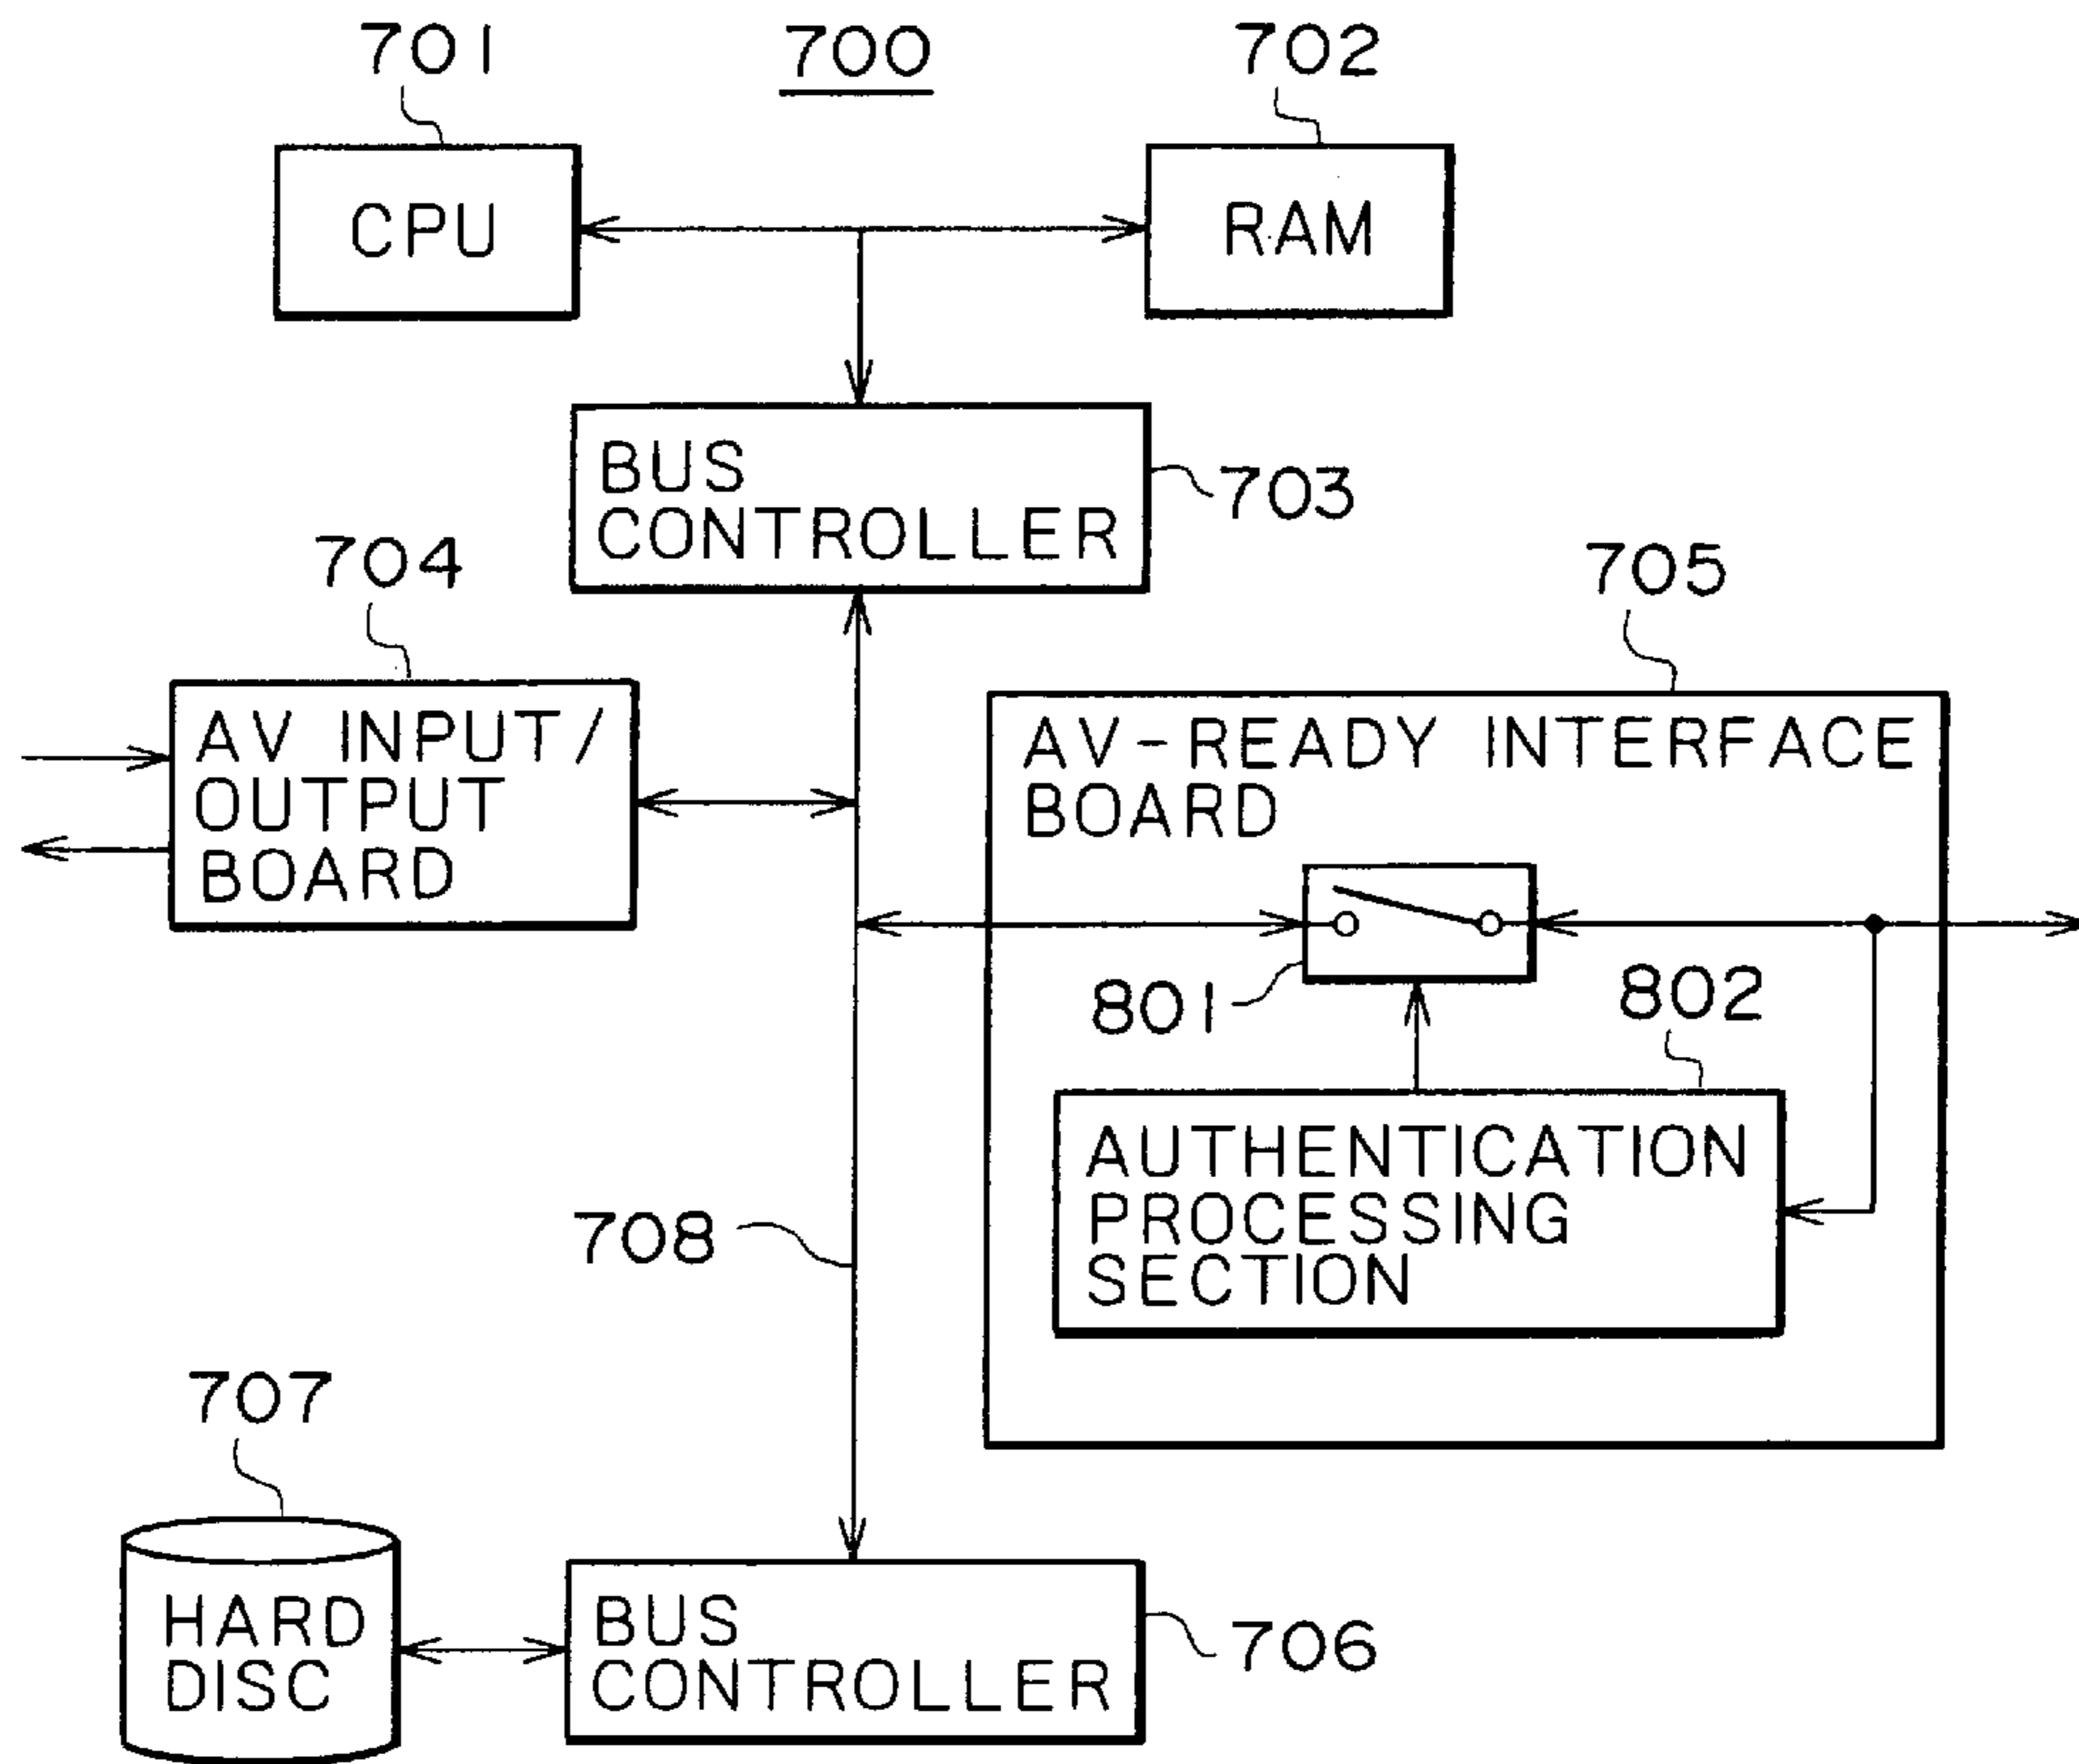 701
700
702
CPU
RAM
BUS
CONTROLLER
703
704
705
AV INPUT/
OUTPUT
BOARD
AV-READY INTERFACE
BOARD
801
802
AUTHENTICATION
PROCESSING
SECTION
708
707
HARD
DISC
BUS
CONTROLLER
706